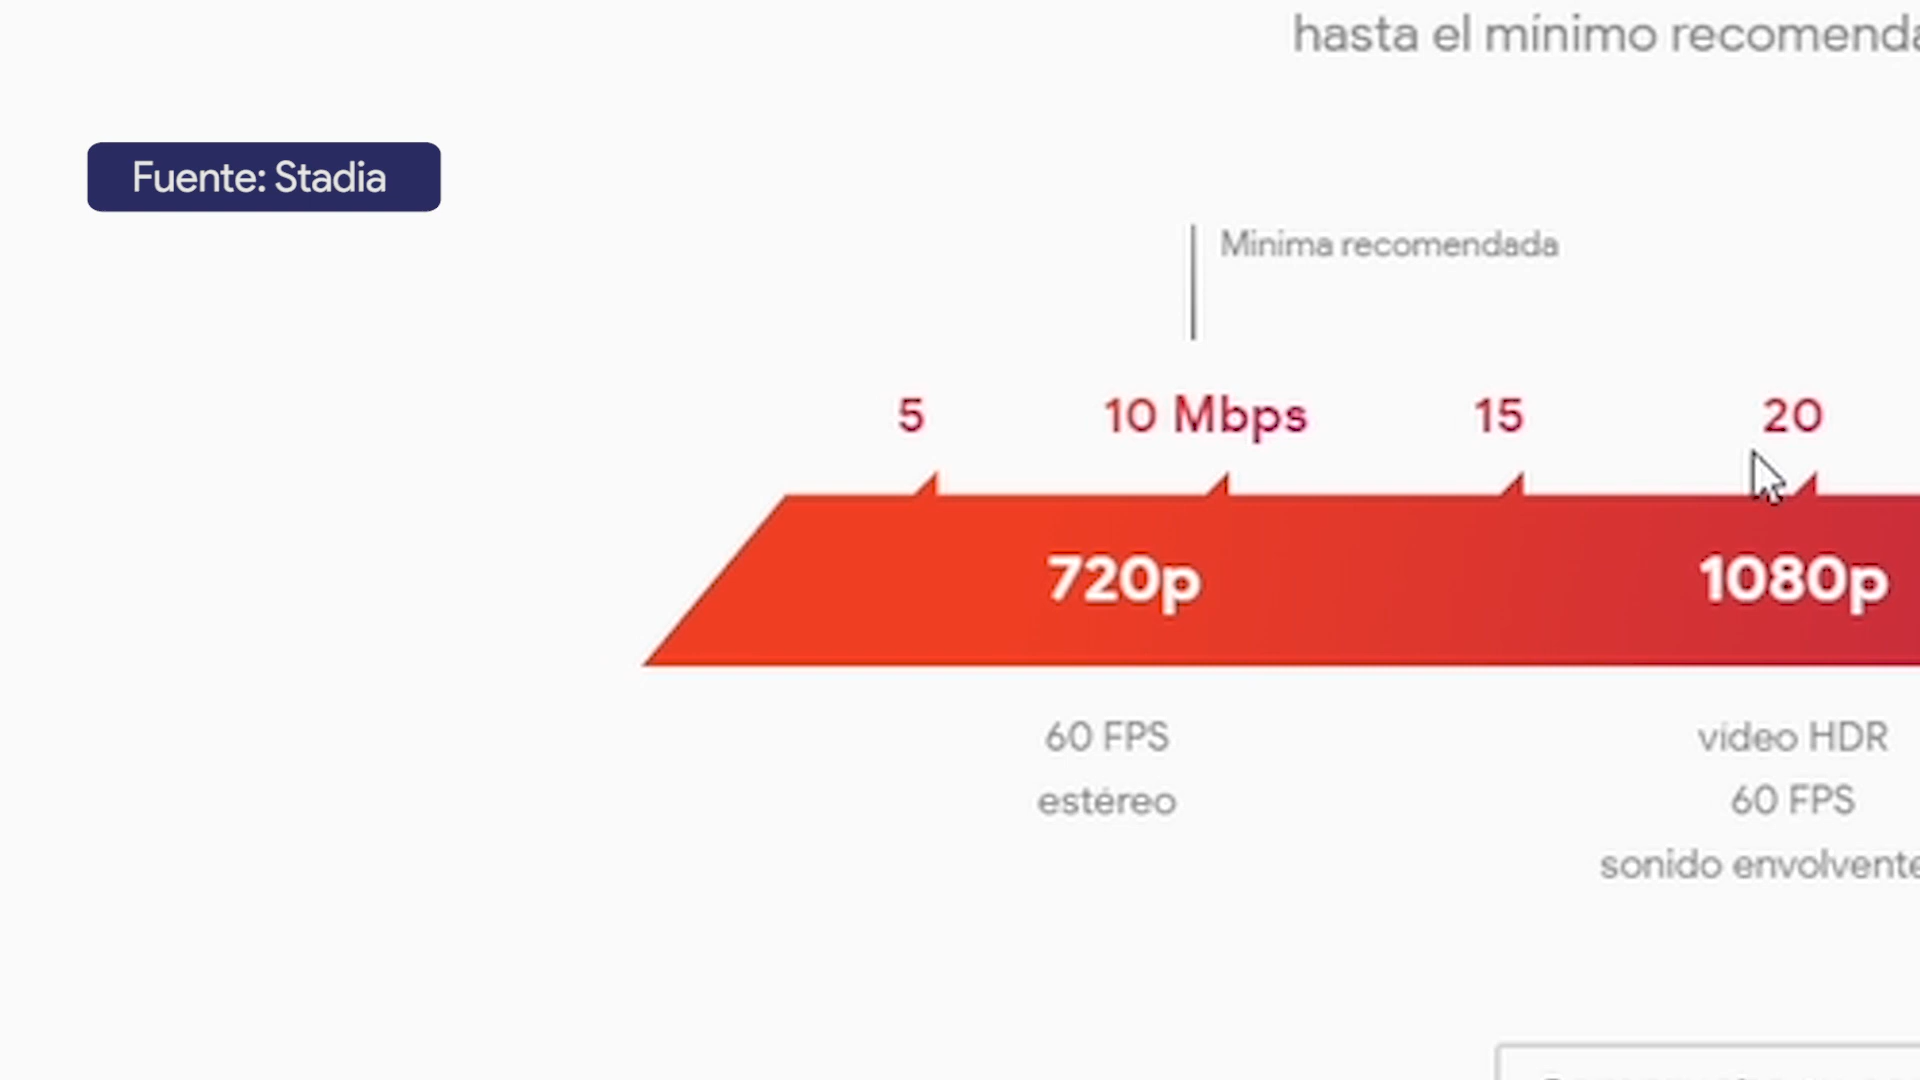 hasta el mínimo
Fuente: Stadia
Mínima recomendada
5 10 Mbps 15 20
720p 1080p
60 FPS vídeo HDR
estéreo 60 FPS
sonido envolvente